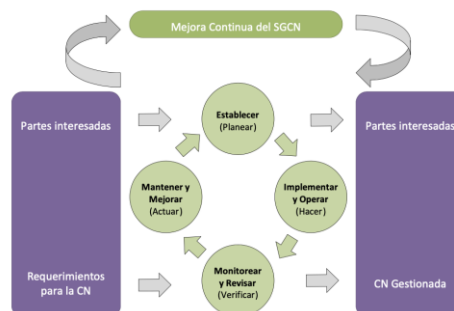 Mejora Continua del SGCN
Partes interesadas
Establecer
(Planear)
Partes interesadas
Mantener y
Mejorar
(Actuar)
Implementar
y Operar
(Hacer)
Requerimientos
para la CN
Monitorear
y Revisar
(Verificar)
CN Gestionada